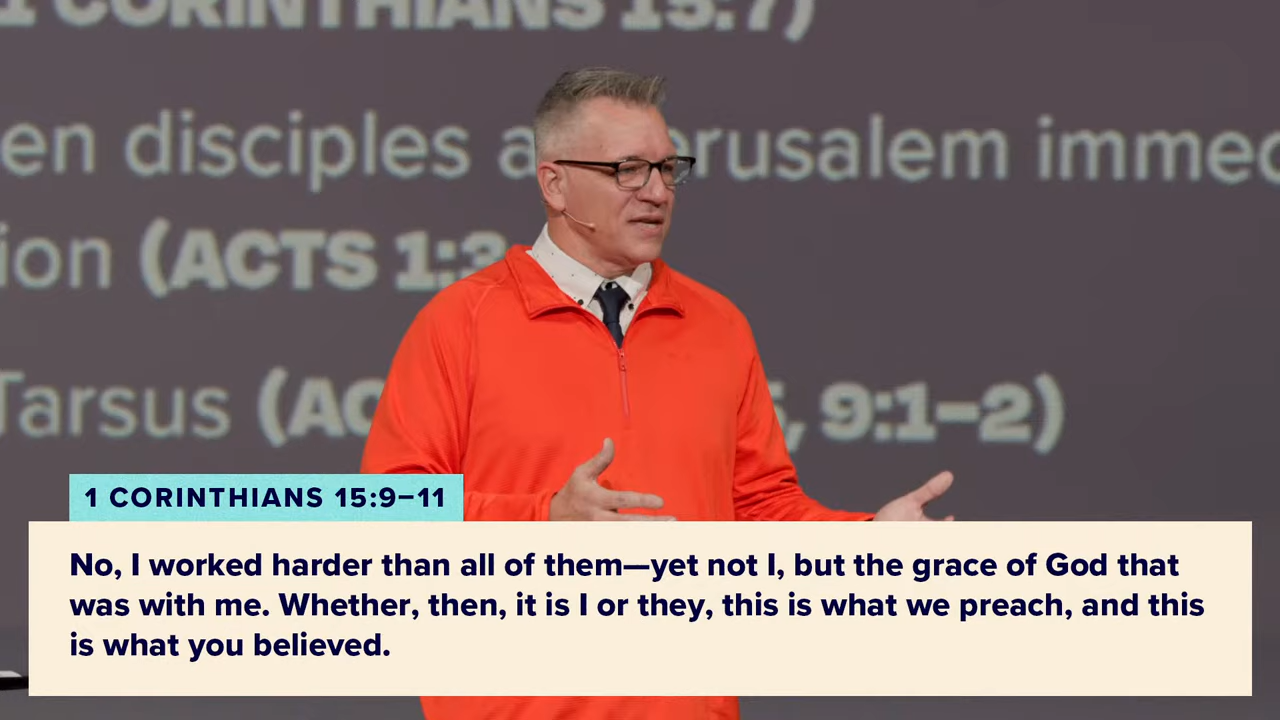 1 CORINTHIANS 15:7)
en disciples a erusalem immed
ion (ACTS 1:3
Tarsus (AC 9:1–2)
1 CORINTHIANS 15:9–11
No, I worked harder than all of them—yet not I, but the grace of God that
was with me. Whether, then, it is I or they, this is what we preach, and this
is what you believed.